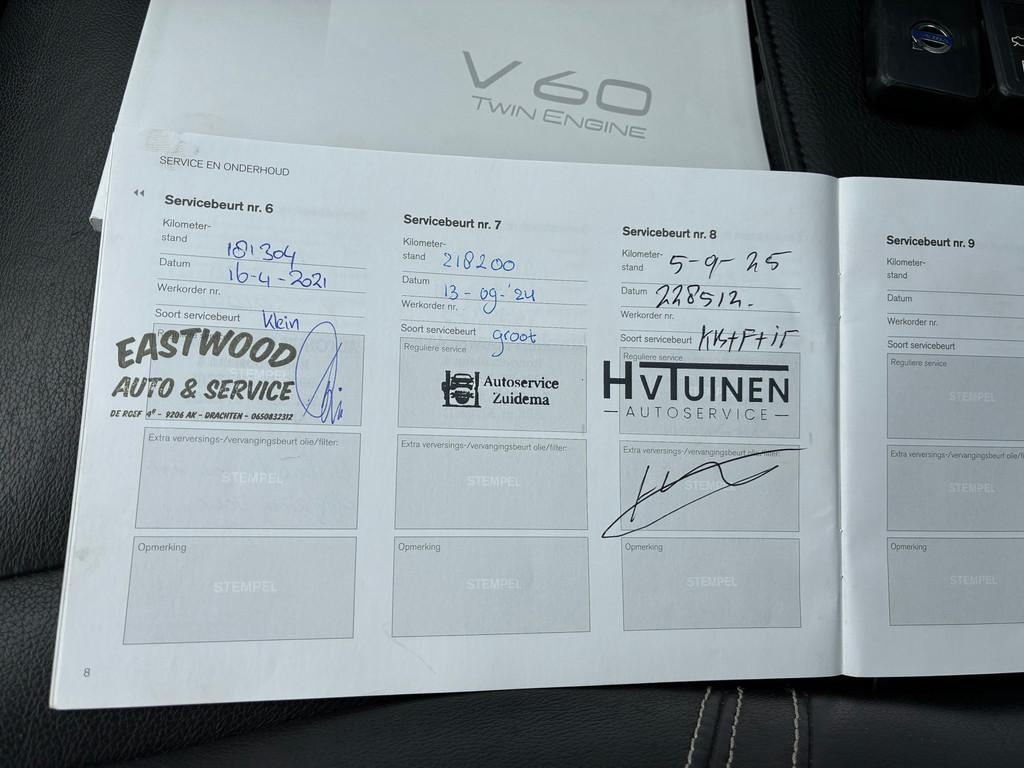 V60
TWIN ENGINE
SERVICE EN ONDERHOUD
Servicebeurt nr. 6
Kilometer-
stand 181304
Datum 16-4-2021
Werkorder nr.
Soort servicebeurt Klein
EASTWOOD
AUTO & SERVICE
DE ROEF 4D - 9206 AK - DRACHTEN - 0650832312
Extra verversings-/vervangingsbeurt olie/filter:
STEMPEL
Opmerking
STEMPEL
8
Servicebeurt nr. 7
Kilometer-
stand 218200
Datum 13-09-'24
Werkorder nr.
Soort servicebeurt groot
Reguliere service
Autoservice
Zuidema
Extra verversings-/vervangingsbeurt olie/filter:
STEMPEL
Opmerking
STEMPEL
Servicebeurt nr. 8
Kilometer-
stand 5-9-25
Datum 228512.
Werkorder nr.
Soort servicebeurt
Reguliere service
HVTUINEN
AUTOSERVICE
Extra verversings-/vervangingsbeurt olie/filter:
STEMPEL
Opmerking
STEMPEL
Servicebeurt nr. 9
Kilometer-
stand
Datum
Werkorder nr.
Soort servicebeurt
Reguliere service
STEMPEL
Extra verversings-/vervangingsbeurt olie/fi
STEMPEL
Opmerking
STEMPEL